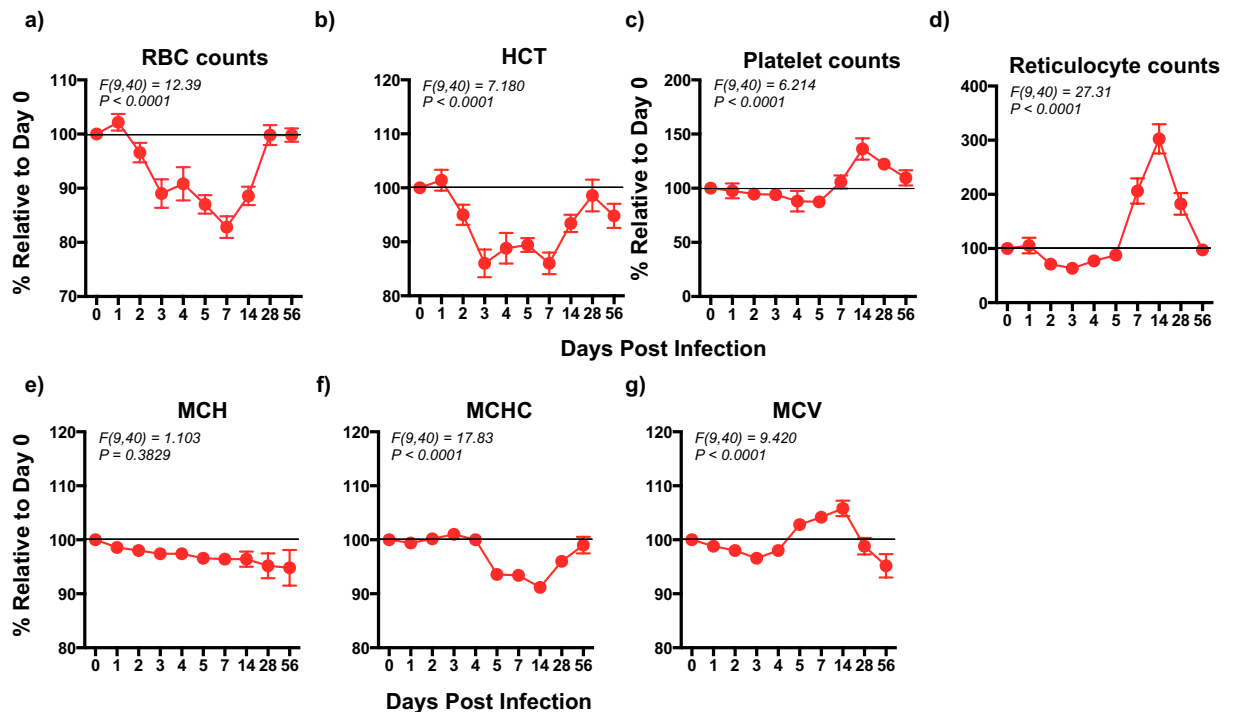 a)
RBC counts
F(9,40) = 12.39
P < 0.0001
% Relative to Day 0
110
100
90
80
70
0 1 2 3 4 5 7 14 28 56
b)
HCT
F(9,40) = 7.180
P < 0.0001
120
110
100
90
80
0 1 2 3 4 5 7 14 28 56
c)
Platelet counts
F(9,40) = 6.214
P < 0.0001
% Relative to Day 0
200
150
100
50
0
0 1 2 3 4 5 7 14 28 56
d)
Reticulocyte counts
F(9,40) = 27.31
P < 0.0001
400
300
200
100
0
0 1 2 3 4 5 7 14 28 56
Days Post Infection
e)
MCH
F(9,40) = 1.103
P = 0.3829
% Relative to Day 0
120
110
100
90
80
0 1 2 3 4 5 7 14 28 56
f)
MCHC
F(9,40) = 17.83
P < 0.0001
120
110
100
90
80
0 1 2 3 4 5 7 14 28 56
g)
MCV
F(9,40) = 9.420
P < 0.0001
120
110
100
90
80
0 1 2 3 4 5 7 14 28 56
Days Post Infection